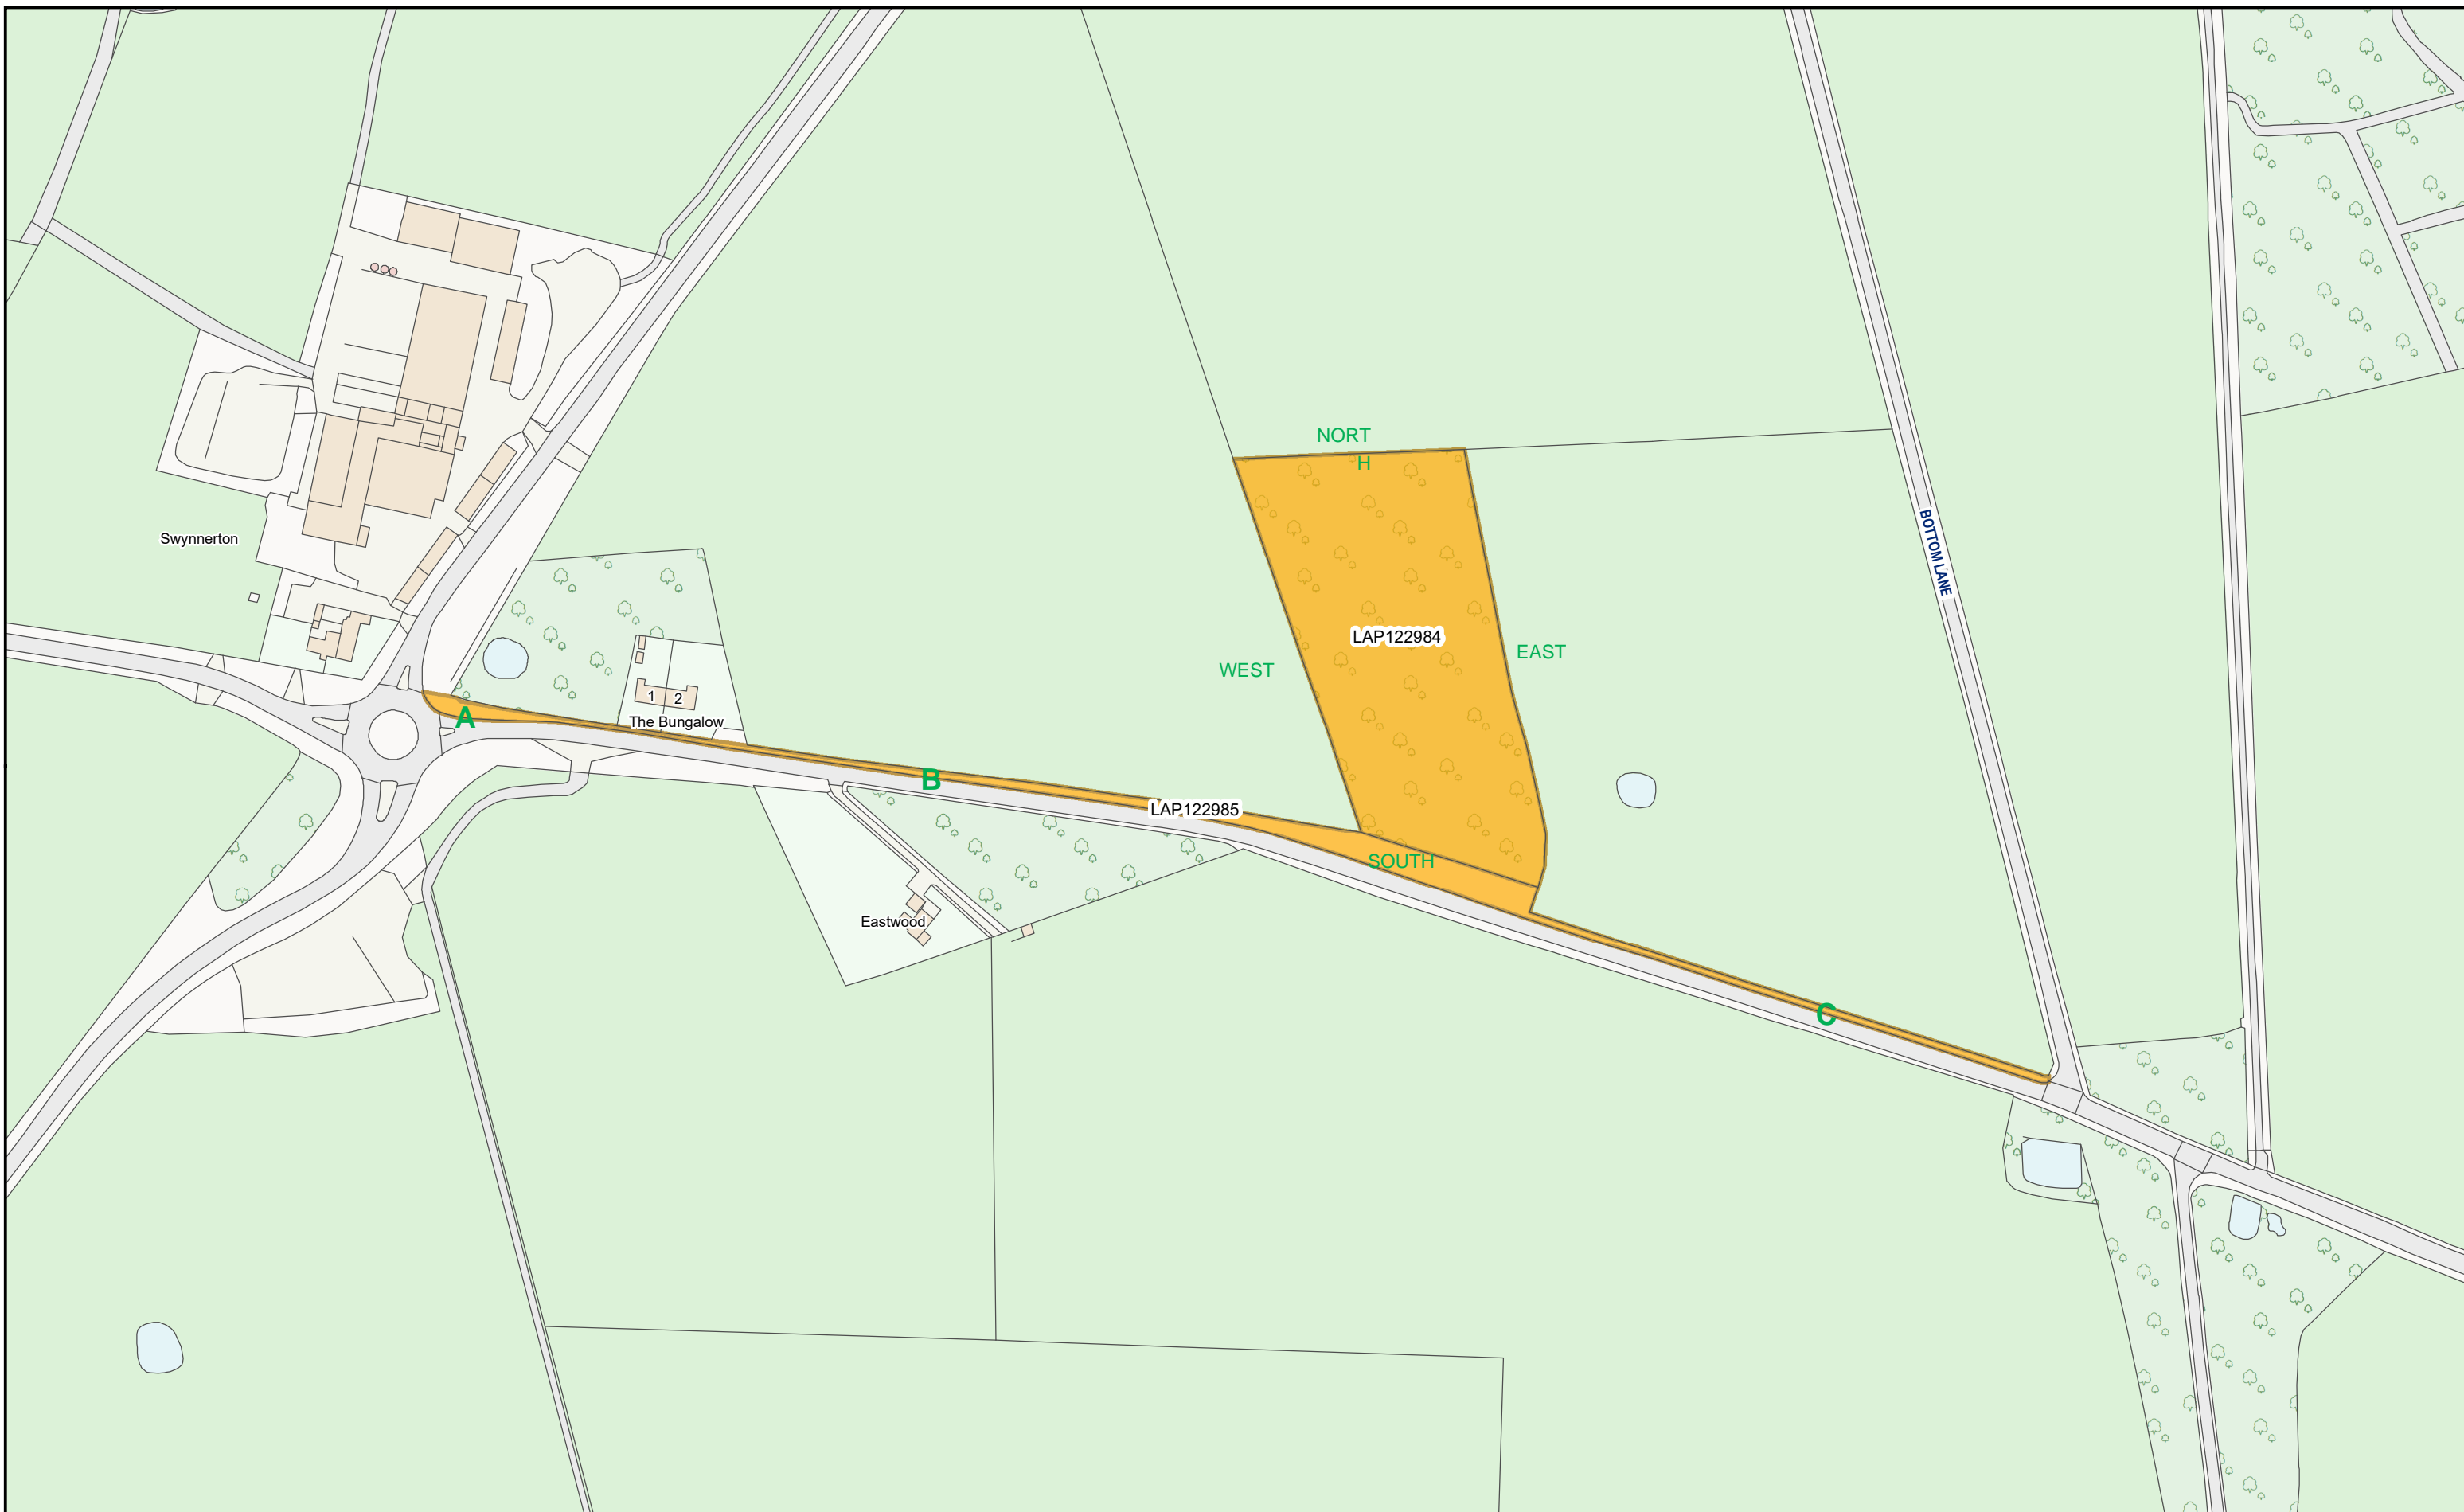 NORT
H
BOTTOM LANE
Swynnerton
LAP122984
EAST
WEST
1
2
A
The Bungalow
B
LAP122985
SOUTH
Eastwood
C